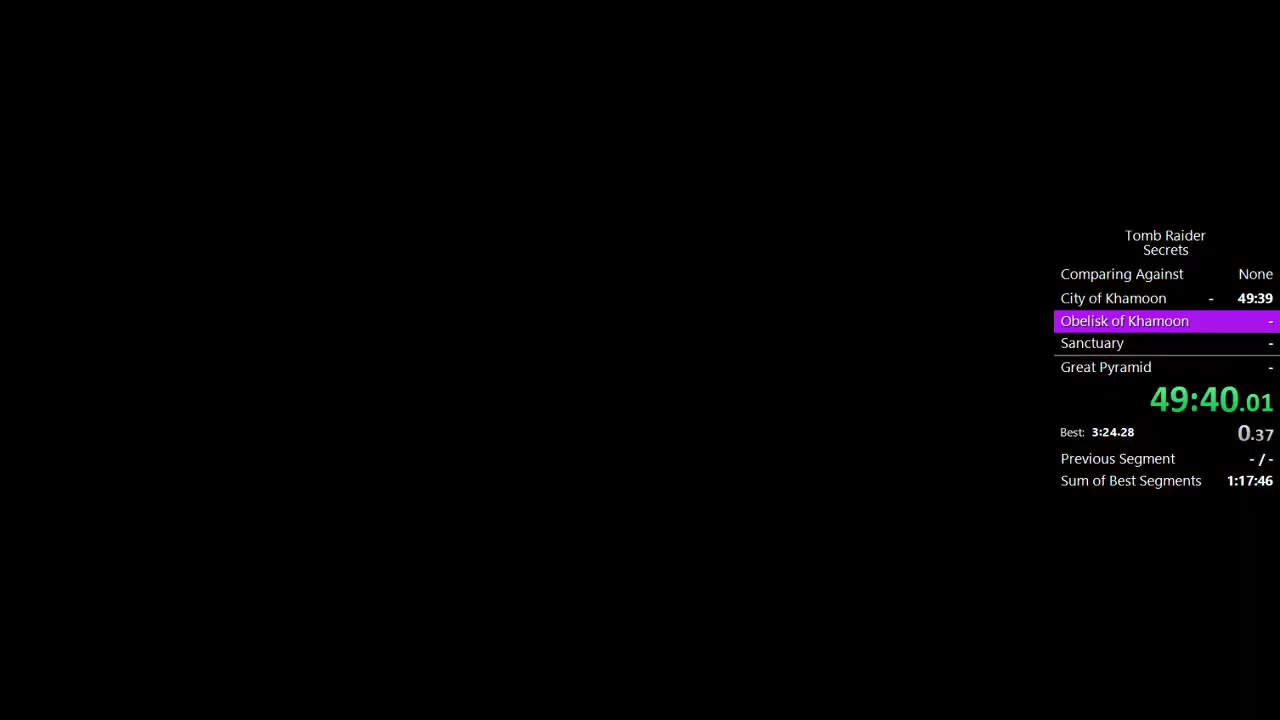 Tomb Raider
Secrets
Comparing Against None
City of Khamoon - 49:39
Obelisk of Khamoon -
Sanctuary -
Great Pyramid -
49:40.01
Best: 3:24.28 0.37
Previous Segment - / -
Sum of Best Segments 1:17:46